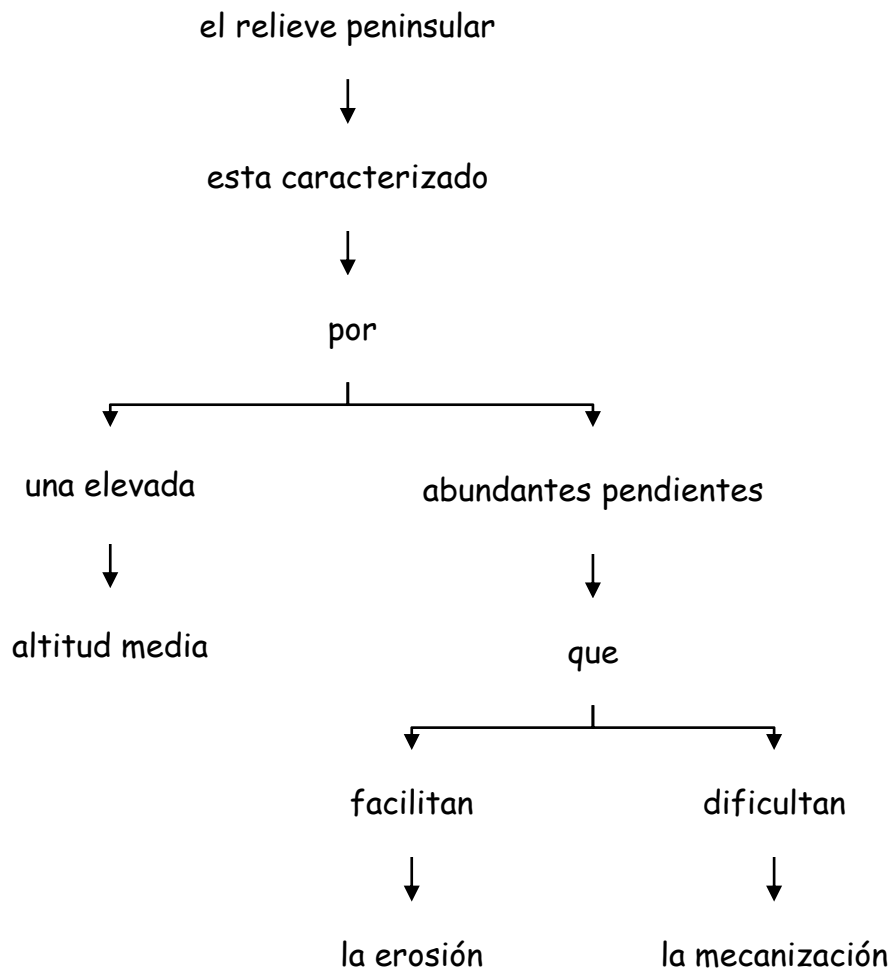 el relieve peninsular
esta caracterizado
por
una elevada
abundantes pendientes
altitud media
que
facilitan
dificultan
la erosión
la mecanización